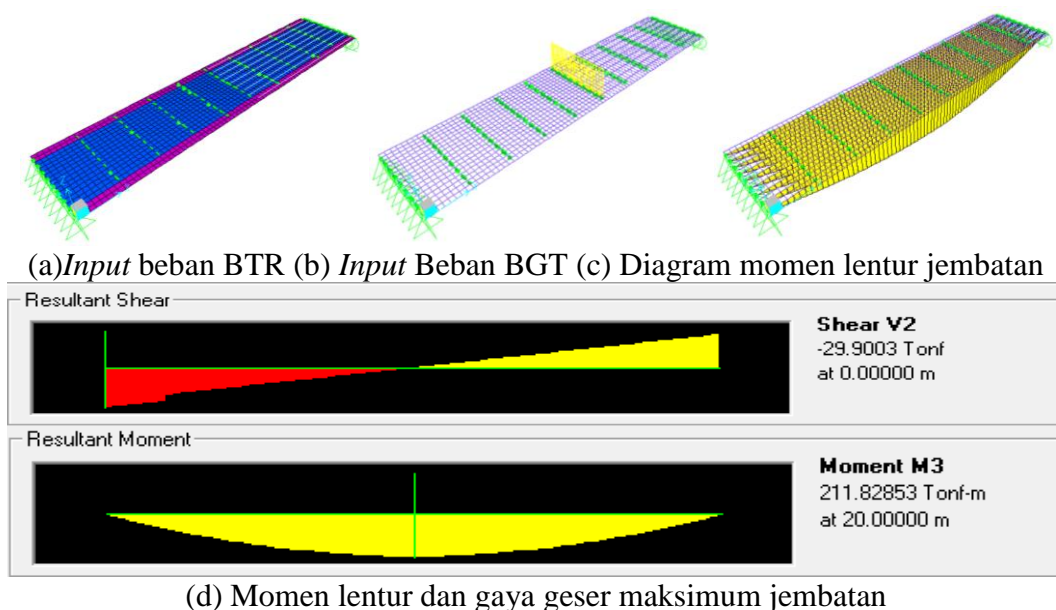 (a)Input beban BTR (b) Input Beban BGT (c) Diagram momen lentur jembatan
Resultant Shear
Shear V2
-29.9003 Tonf
at 0.00000 m
Resultant Moment
Moment M3
211.82853 Tonf-m
at 20.00000 m
(d) Momen lentur dan gaya geser maksimum jembatan